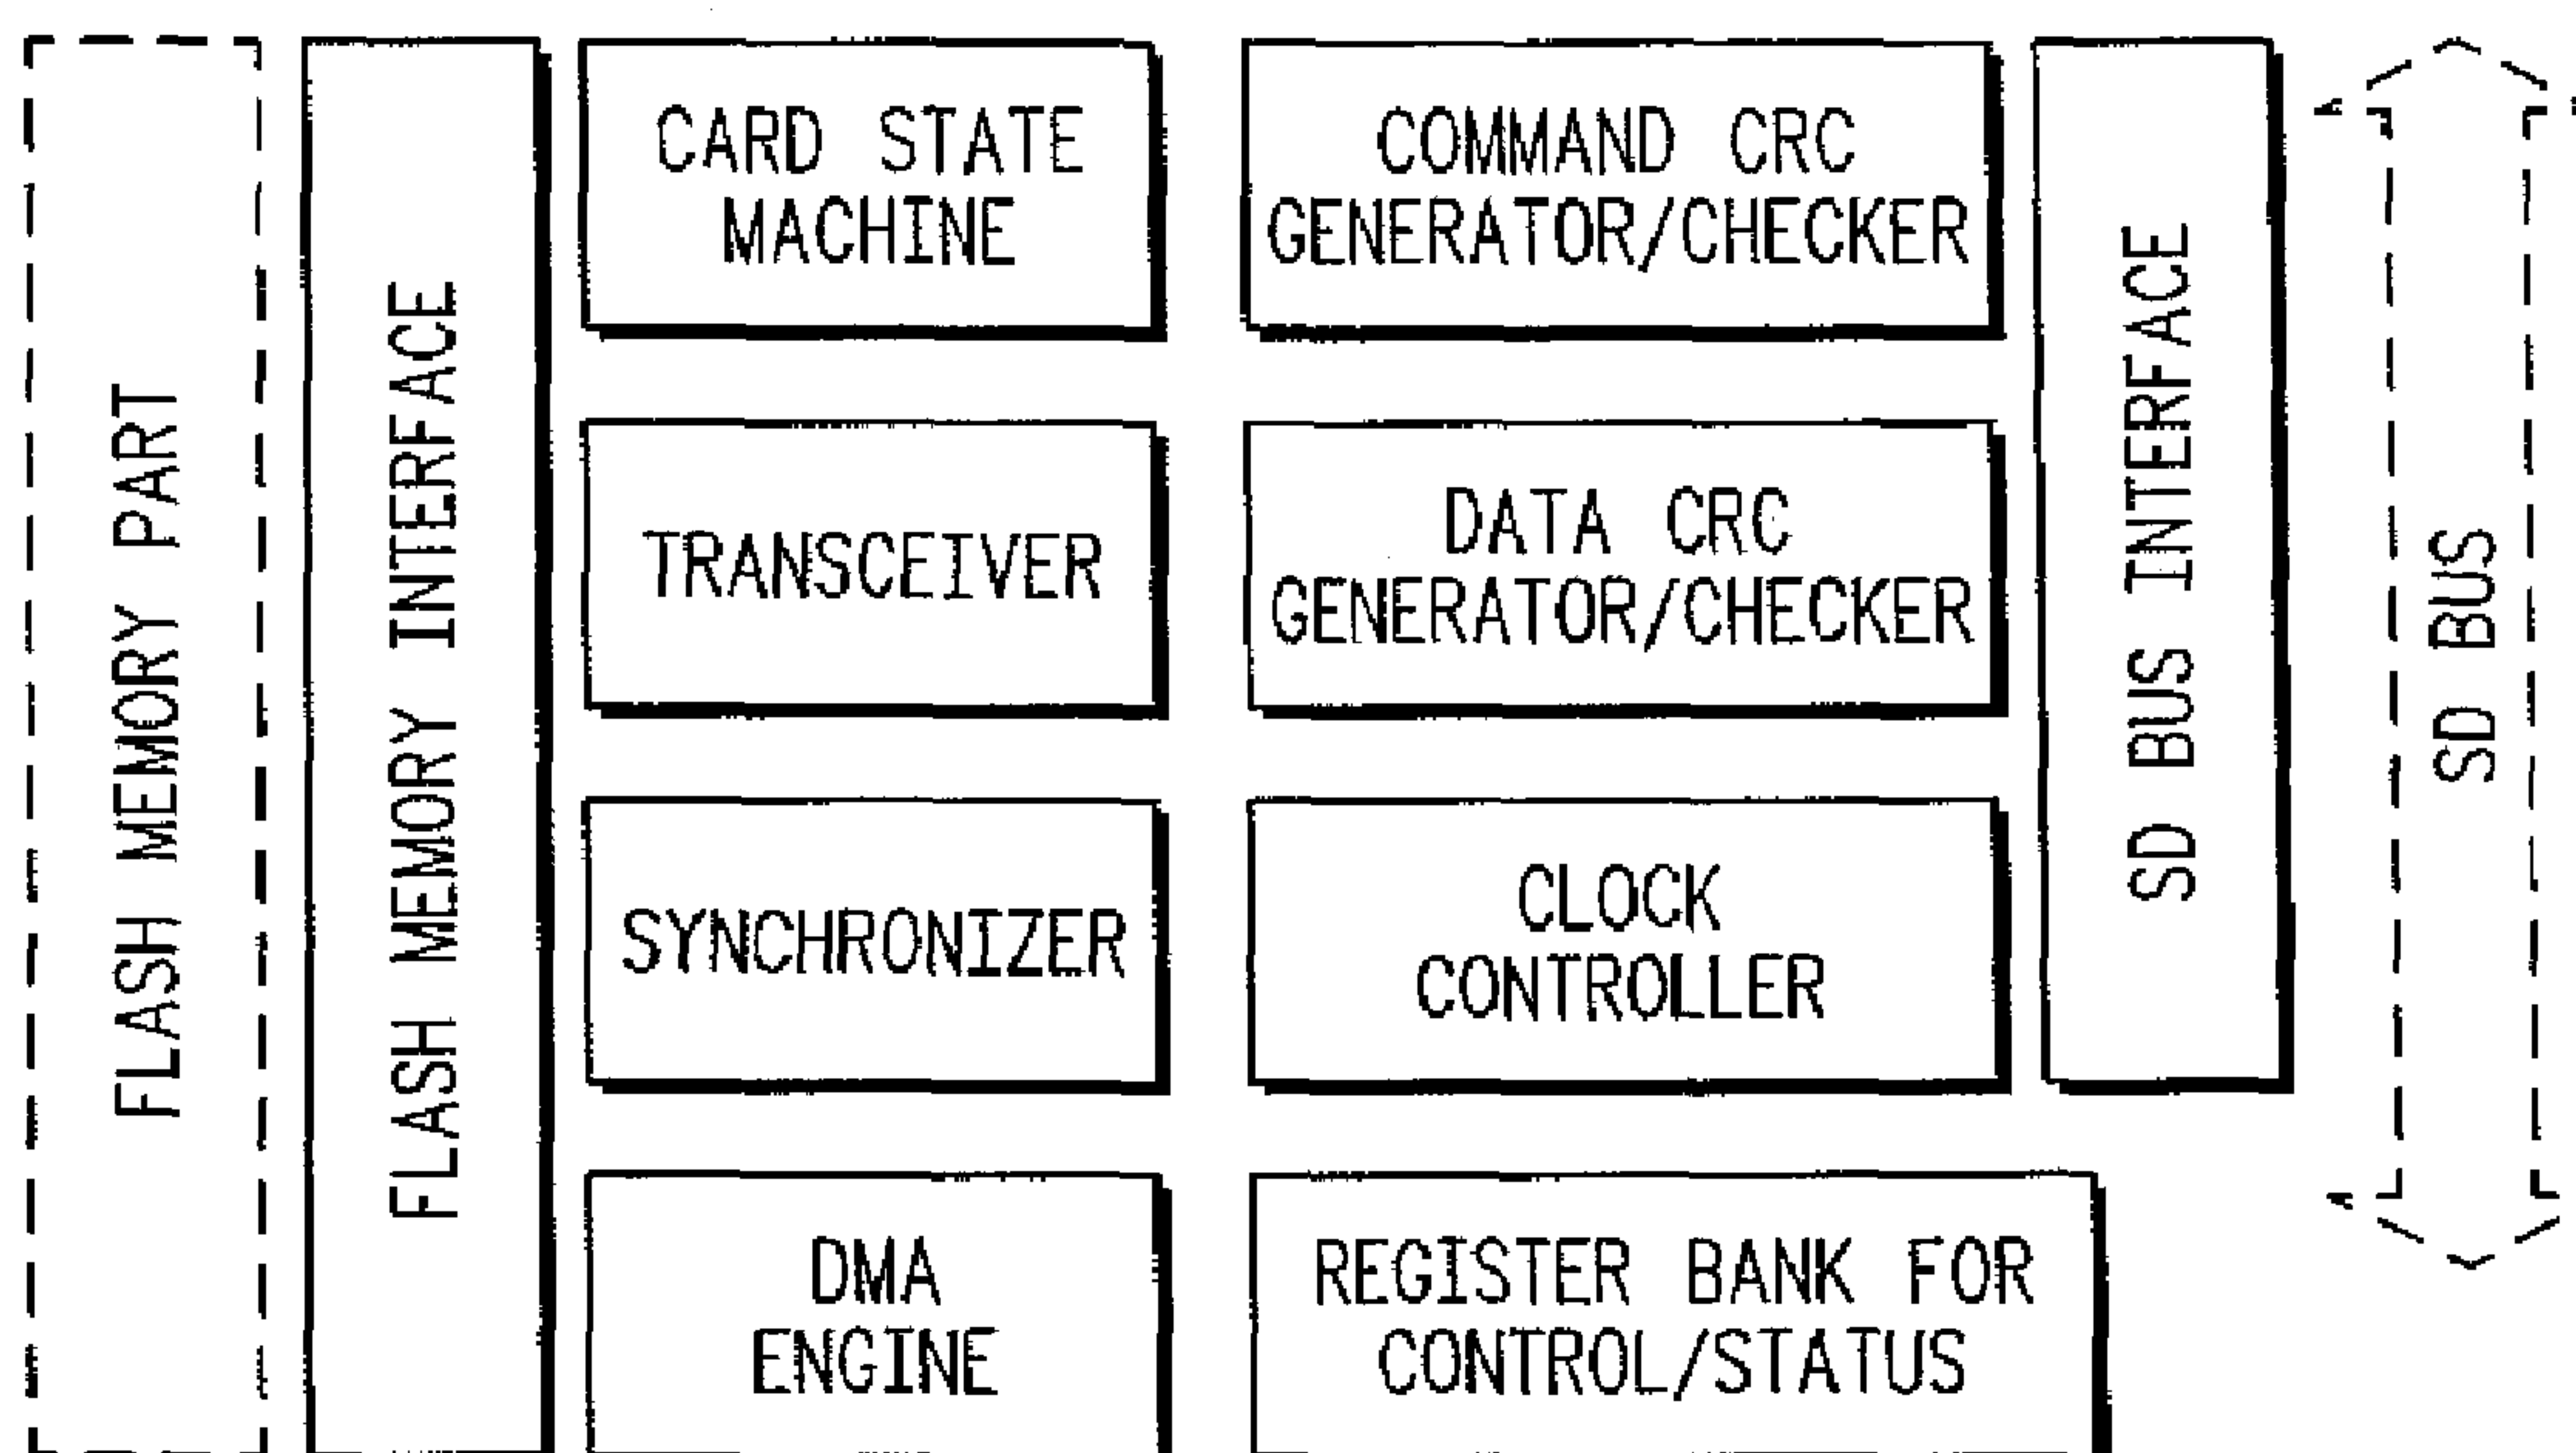 FLASH MEMORY PART
FLASH MEMORY INTERFACE
CARD STATE
MACHINE
COMMAND CRC
GENERATOR/CHECKER
TRANSCEIVER
DATA CRC
GENERATOR/CHECKER
SYNCHRONIZER
CLOCK
CONTROLLER
DMA
ENGINE
REGISTER BANK FOR
CONTROL/STATUS
SD BUS INTERFACE
SD BUS